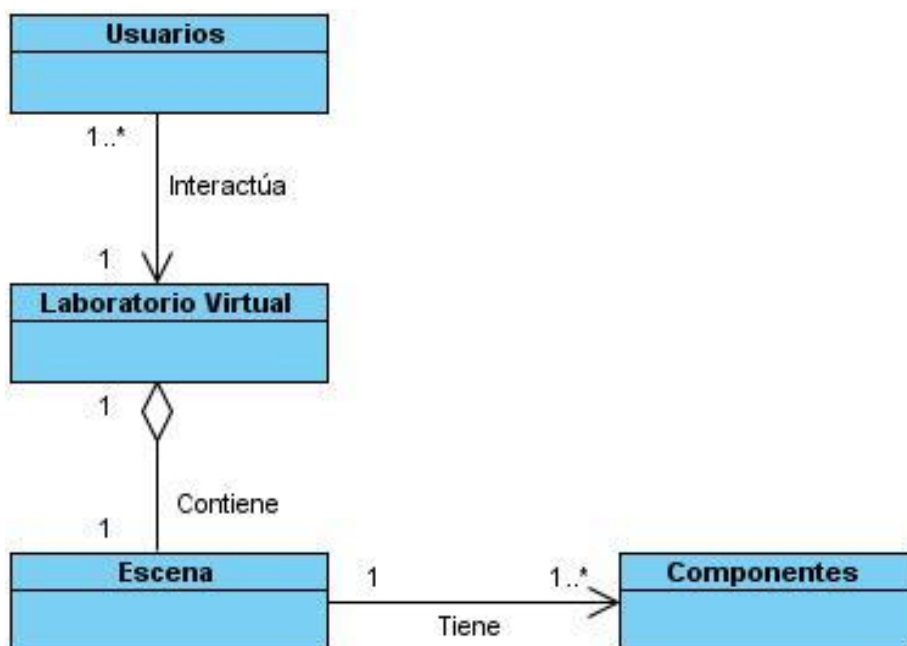 Usuarios
1..*
Interactúa
1
Laboratorio Virtual
1
Contiene
1
Escena
1
1..*
Componentes
Tiene